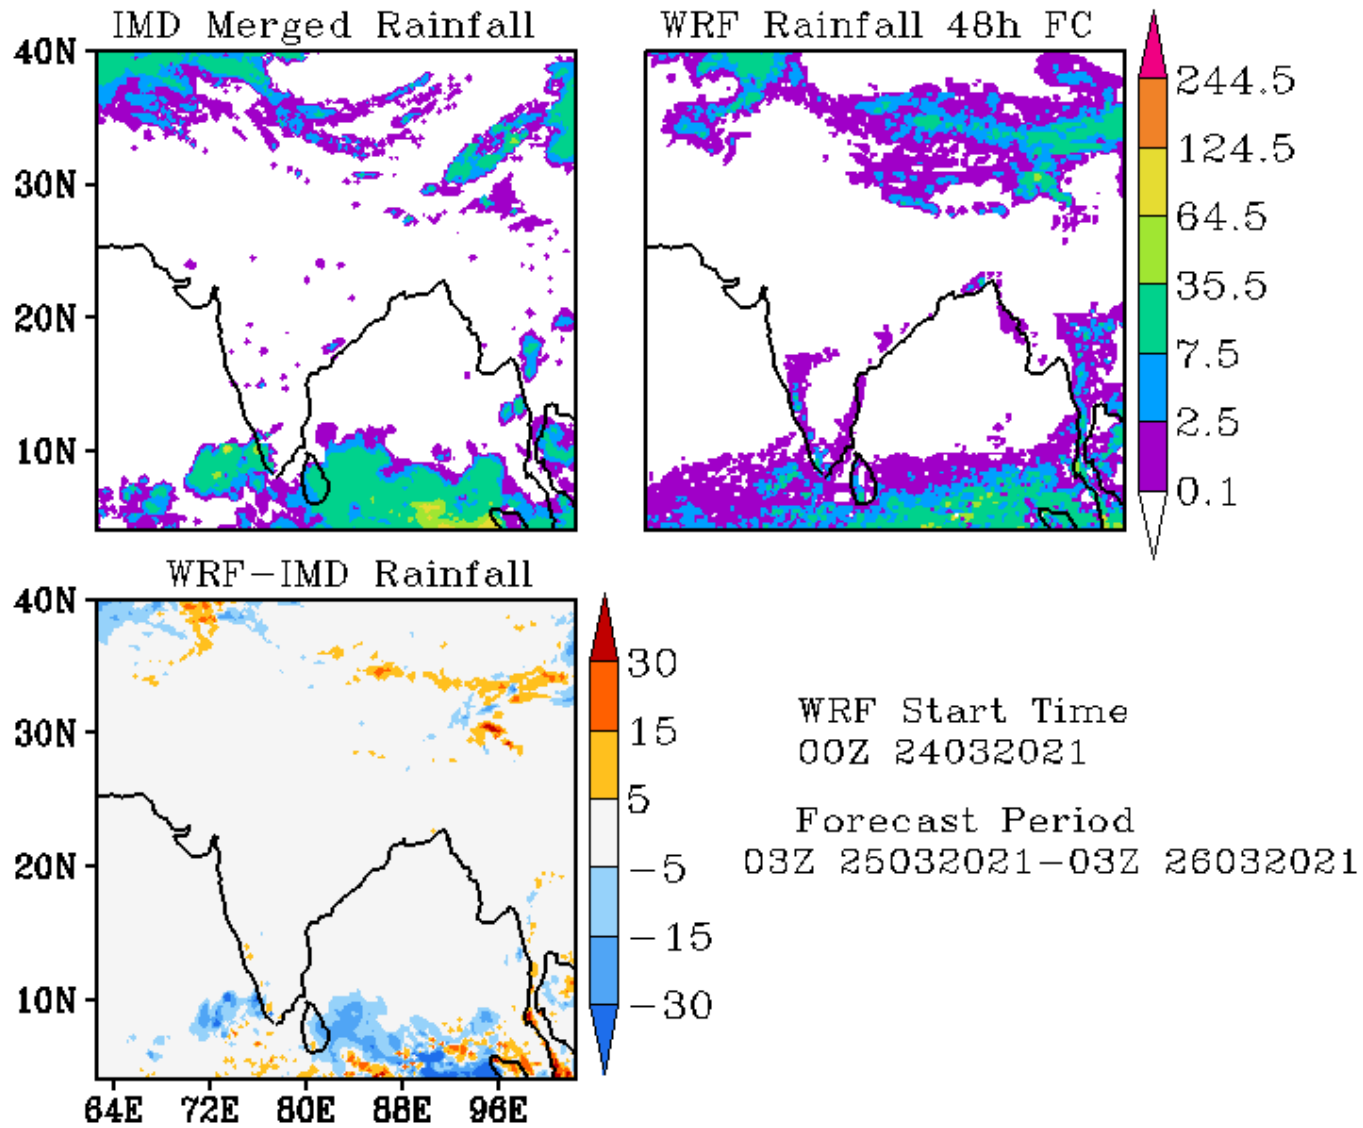 IMD Merged Rainfall
WRF Rainfall 48h FC
40N
30N
20N
10N
244.5
124.5
64.5
35.5
7.5
2.5
0.1
WRF-IMD Rainfall
40N
30N
20N
10N
64E 72E 80E 88E 96E
30
15
5
-5
-15
-30
WRF Start Time
00Z 24032021
Forecast Period
03Z 25032021-03Z 26032021